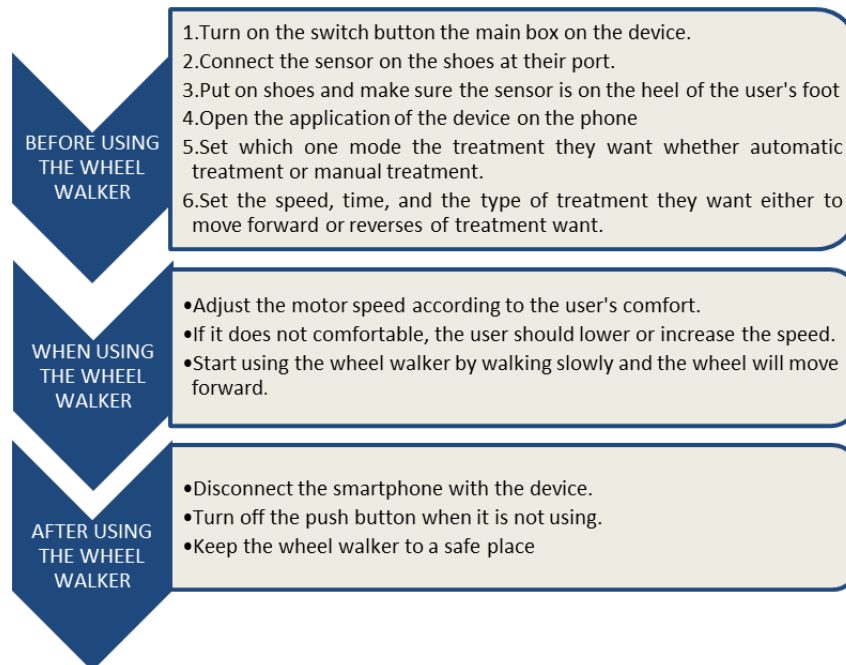 1.Turn on the switch button the main box on the device.
2.Connect the sensor on the shoes at their port.
3.Put on shoes and make sure the sensor is on the heel of the user's foot
4.Open the application of the device on the phone
5.Set which one mode the treatment they want whether automatic
treatment or manual treatment.
6.Set the speed, time, and the type of treatment they want either to
move forward or reverses of treatment want.
BEFORE USING
THE WHEEL
WALKER
•Adjust the motor speed according to the user's comfort.
•If it does not comfortable, the user should lower or increase the speed.
•Start using the wheel walker by walking slowly and the wheel will move
forward.
WHEN USING
THE WHEEL
WALKER
•Disconnect the smartphone with the device.
•Turn off the push button when it is not using.
•Keep the wheel walker to a safe place
AFTER USING
THE WHEEL
WALKER